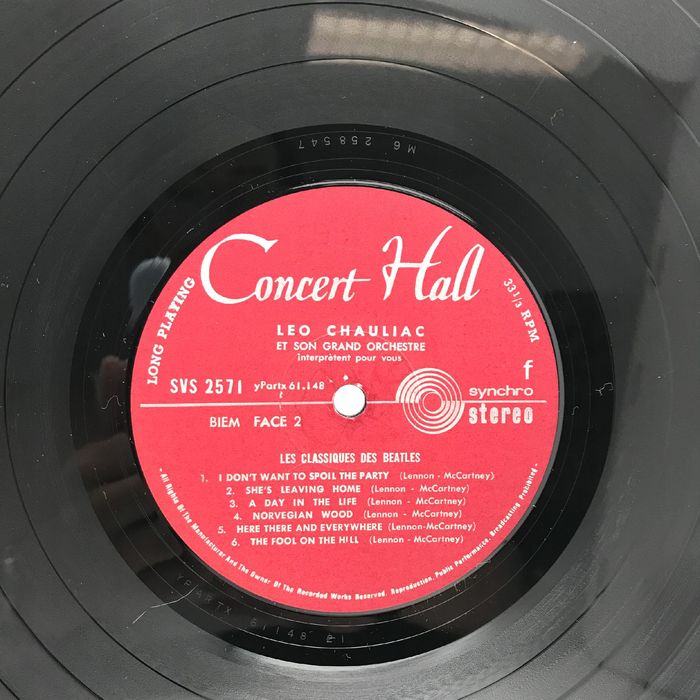 M6 258547
Concert Hall
LONG PLAYING
33 1/3 RPM
LEO CHAULIAC
ET SON GRAND ORCHESTRE
interprètent pour vous
SVS 2571 yPartx 61.148
f
synchro
stereo
BIEM FACE 2
LES CLASSIQUES DES BEATLES
1. I DON'T WANT TO SPOIL THE PARTY (Lennon - McCartney)
2. SHE'S LEAVING HOME (Lennon - McCartney)
3. A DAY IN THE LIFE (Lennon - McCartney)
4. NORVEGIAN WOOD (Lennon - McCartney)
5. HERE THERE AND EVERYWHERE (Lennon-McCartney)
6. THE FOOL ON THE HILL (Lennon - McCartney)
- All Rights Of The Manufacturer And The Owner Of The Recorded Works Reserved. Reproduction, Public Performance, Broadcasting Prohibited -
YPARTX 61148 E1